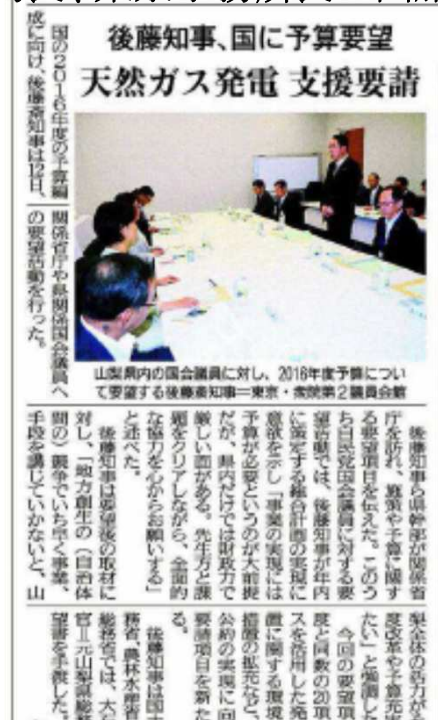 後藤知事、国に予算要望
天然ガス発電 支援要請
国の2016年度の予算編
成に向け、後藤斎知事は12日、
関係省庁や県関係国会議員へ
の要望活動を行った。
山梨県内の国会議員に対し、2016年度予算につい
て要望する後藤斎知事＝東京・衆院第2議員会館
後藤知事ら県幹部が関係省
庁を訪れ、施策や予算に関す
る要望項目を伝えた。このう
ち自民党国会議員に対する要
望活動では、後藤知事が年内
に策定する総合計画の実現に
意欲を示し「事業の実現には
予算が必要というのが大前提
だが、県内だけでは財政力で
厳しい面がある。先生方と課
題をクリアしながら、全面的
な協力を心からお願いする」
と述べた。
後藤知事は要望後の取材に
対し、「地方創生の（自治体
間の）競争でいち早く事業、
手段を講じていかないと、山
梨全体の活力が
度改革や予算充
たい」と強調し
今回の要望項
度と同数の20項
スを活用した発
置に関する環境
措置の拡充など、
公約の実現に向
要請項目を新た
る。
後藤知事は国土
務省、農林水産省
総務省では、大
官＝元山梨県総務
望書を手渡した。